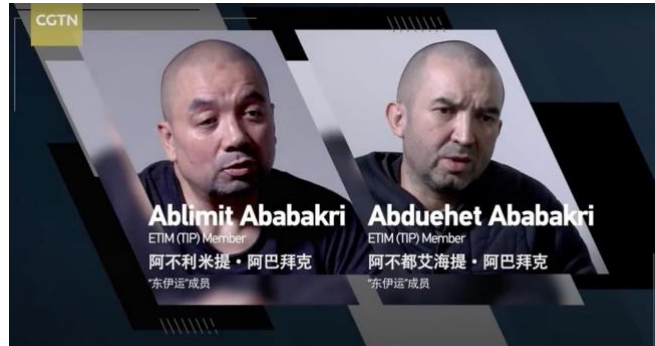 CGTN
Ablimit Ababakri
ETIM (TIP) Member
阿不利米提·阿巴拜克
“东伊运”成员
Abduehet Ababakri
ETIM (TIP) Member
阿不都艾海提·阿巴拜克
“东伊运”成员